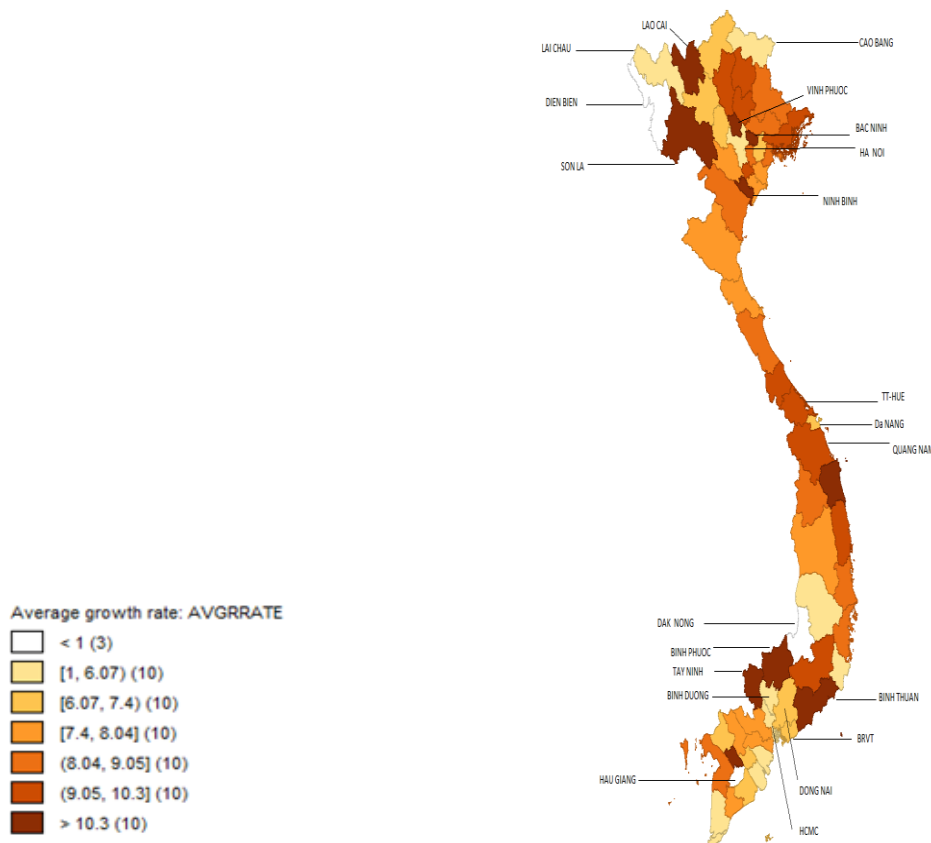 LAO CAI
LAI CHAU
CAO BANG
VINH PHUOC
DIEN BIEN
BAC NINH
HA NOI
SON LA
NINH BINH
TT-HUE
Da NANG
QUANG NAM
Average growth rate: AVGRRATE
< 1 (3)
[1, 6.07) (10)
[6.07, 7.4) (10)
[7.4, 8.04] (10)
(8.04, 9.05] (10)
(9.05, 10.3] (10)
> 10.3 (10)
DAK NONG
BINH PHUOC
TAY NINH
BINH DUONG
BINH THUAN
BRVT
HAU GIANG
DONG NAI
HCMC